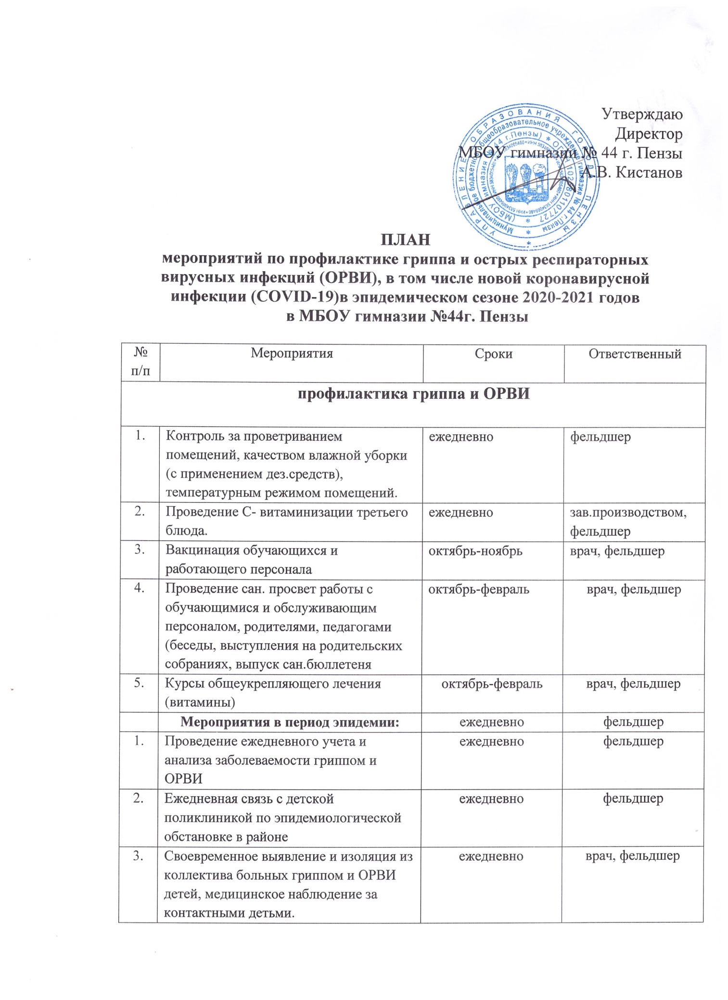 Утверждаю
Директор
МБОУ гимназии № 44 г. Пензы
А.В. Кистанов
УПРАВЛЕНИЕ ОБРАЗОВАНИЯ ГОРОДА ПЕНЗЫ *
Муниципальное бюджетное общеобразовательное учреждение гимназия № 44 г.Пензы *
(МБОУ гимназия № 44 г.Пензы) * ОГРН 1025801107727 *
ИНН 5834005460 * ИНН 5834005460
ПЛАН
мероприятий по профилактике гриппа и острых респираторных
вирусных инфекций (ОРВИ), в том числе новой коронавирусной
инфекции (COVID-19)в эпидемическом сезоне 2020-2021 годов
в МБОУ гимназии №44г. Пензы
№ Мероприятия Сроки Ответственный
п/п
профилактика гриппа и ОРВИ
1. Контроль за проветриванием ежедневно фельдшер
помещений, качеством влажной уборки
(с применением дез.средств),
температурным режимом помещений.
2. Проведение С- витаминизации третьего ежедневно зав.производством,
блюда. фельдшер
3. Вакцинация обучающихся и октябрь-ноябрь врач, фельдшер
работающего персонала
4. Проведение сан. просвет работы с октябрь-февраль врач, фельдшер
обучающимися и обслуживающим
персоналом, родителями, педагогами
(беседы, выступления на родительских
собраниях, выпуск сан.бюллетеня
5. Курсы общеукрепляющего лечения октябрь-февраль врач, фельдшер
(витамины)
Мероприятия в период эпидемии: ежедневно фельдшер
1. Проведение ежедневного учета и ежедневно фельдшер
анализа заболеваемости гриппом и
ОРВИ
2. Ежедневная связь с детской ежедневно фельдшер
поликлиникой по эпидемиологической
обстановке в районе
3. Своевременное выявление и изоляция из ежедневно врач, фельдшер
коллектива больных гриппом и ОРВИ
детей, медицинское наблюдение за
контактными детьми.